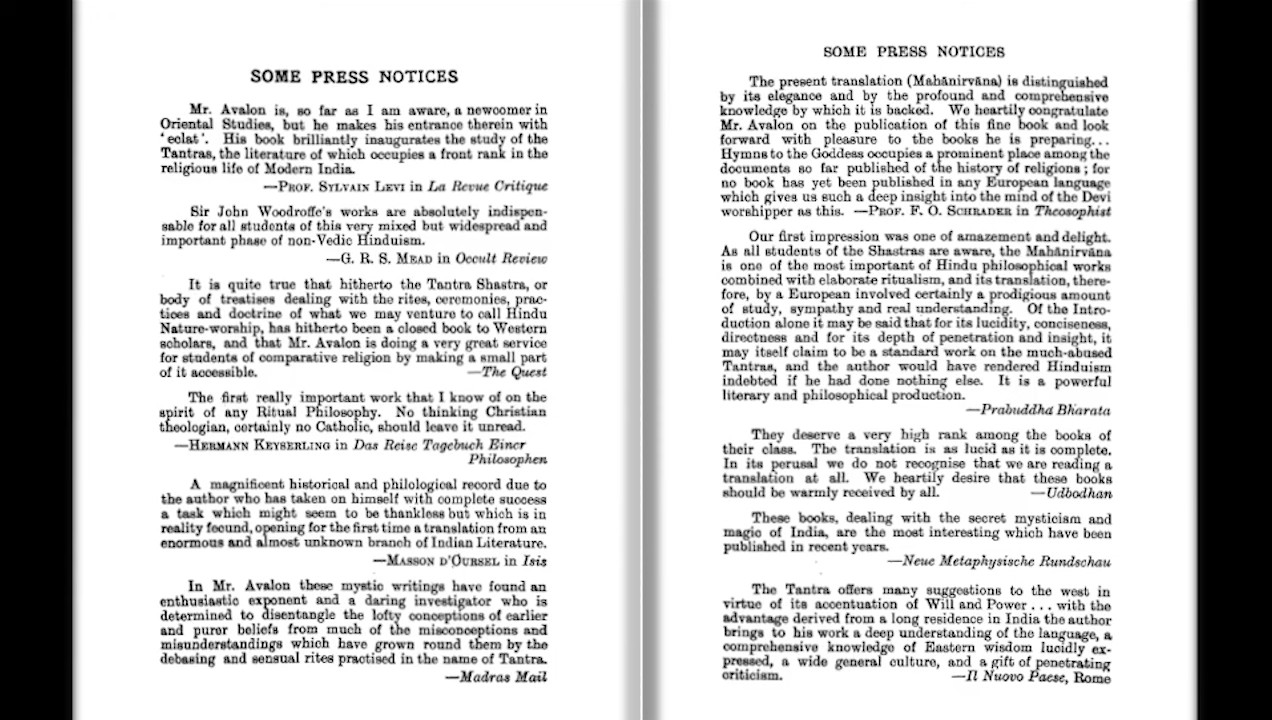 SOME PRESS NOTICES
Mr. Avalon is, so far as I am aware, a newcomer in
Oriental Studies, but he makes his entrance therein with
'eclat'. His book brilliantly inaugurates the study of the
Tantras, the literature of which occupies a front rank in the
religious life of Modern India.
—PROF. SYLVAIN LEVI in La Revue Critique
Sir John Woodroffe's works are absolutely indispen-
sable for all students of this very mixed but widespread and
important phase of non-Vedic Hinduism.
—G. R. S. MEAD in Occult Review
It is quite true that hitherto the Tantra Shastra, or
body of treatises dealing with the rites, ceremonies, prac-
tices and doctrine of what we may venture to call Hindu
Nature-worship, has hitherto been a closed book to Western
scholars, and that Mr. Avalon is doing a very great service
for students of comparative religion by making a small part
of it accessible. —The Quest
The first really important work that I know of on the
spirit of any Ritual Philosophy. No thinking Christian
theologian, certainly no Catholic, should leave it unread.
—HERMANN KEYSERLING in Das Reise Tagebuch Einer
Philosophen
A magnificent historical and philological record due to
the author who has taken on himself with complete success
a task which might seem to be thankless but which is in
reality fecund, opening for the first time a translation from an
enormous and almost unknown branch of Indian Literature.
—MASSON D'OURSEL in Isis
In Mr. Avalon these mystic writings have found an
enthusiastic exponent and a daring investigator who is
determined to disentangle the lofty conceptions of earlier
and purer beliefs from much of the misconceptions and
misunderstandings which have grown round them by the
debasing and sensual rites practised in the name of Tantra.
—Madras Mail
SOME PRESS NOTICES
The present translation (Mahānirvāna) is distinguished
by its elegance and by the profound and comprehensive
knowledge by which it is backed. We heartily congratulate
Mr. Avalon on the publication of this fine book and look
forward with pleasure to the books he is preparing...
Hymns to the Goddess occupies a prominent place among the
documents so far published of the history of religions; for
no book has yet been published in any European language
which gives us such a deep insight into the mind of the Devi
worshipper as this. —PROF. F. O. SCHRADER in Theosophist
Our first impression was one of amazement and delight.
As all students of the Shastras are aware, the Mahānirvāna
is one of the most important of Hindu philosophical works
combined with elaborate ritualism, and its translation, there-
fore, by a European involved certainly a prodigious amount
of study, sympathy and real understanding. Of the Intro-
duction alone it may be said that for its lucidity, conciseness,
directness and for its depth of penetration and insight, it
may itself claim to be a standard work on the much-abused
Tantras, and the author would have rendered Hinduism
indebted if he had done nothing else. It is a powerful
literary and philosophical production.
—Prabuddha Bharata
They deserve a very high rank among the books of
their class. The translation is as lucid as it is complete.
In its perusal we do not recognise that we are reading a
translation at all. We heartily desire that these books
should be warmly received by all. —Udbodhan
These books, dealing with the secret mysticism and
magic of India, are the most interesting which have been
published in recent years.
—Neue Metaphysische Rundschau
The Tantra offers many suggestions to the west in
virtue of its accentuation of Will and Power... with the
advantage derived from a long residence in India the author
brings to his work a deep understanding of the language, a
comprehensive knowledge of Eastern wisdom lucidly ex-
pressed, a wide general culture, and a gift of penetrating
criticism. —Il Nuovo Paese, Rome